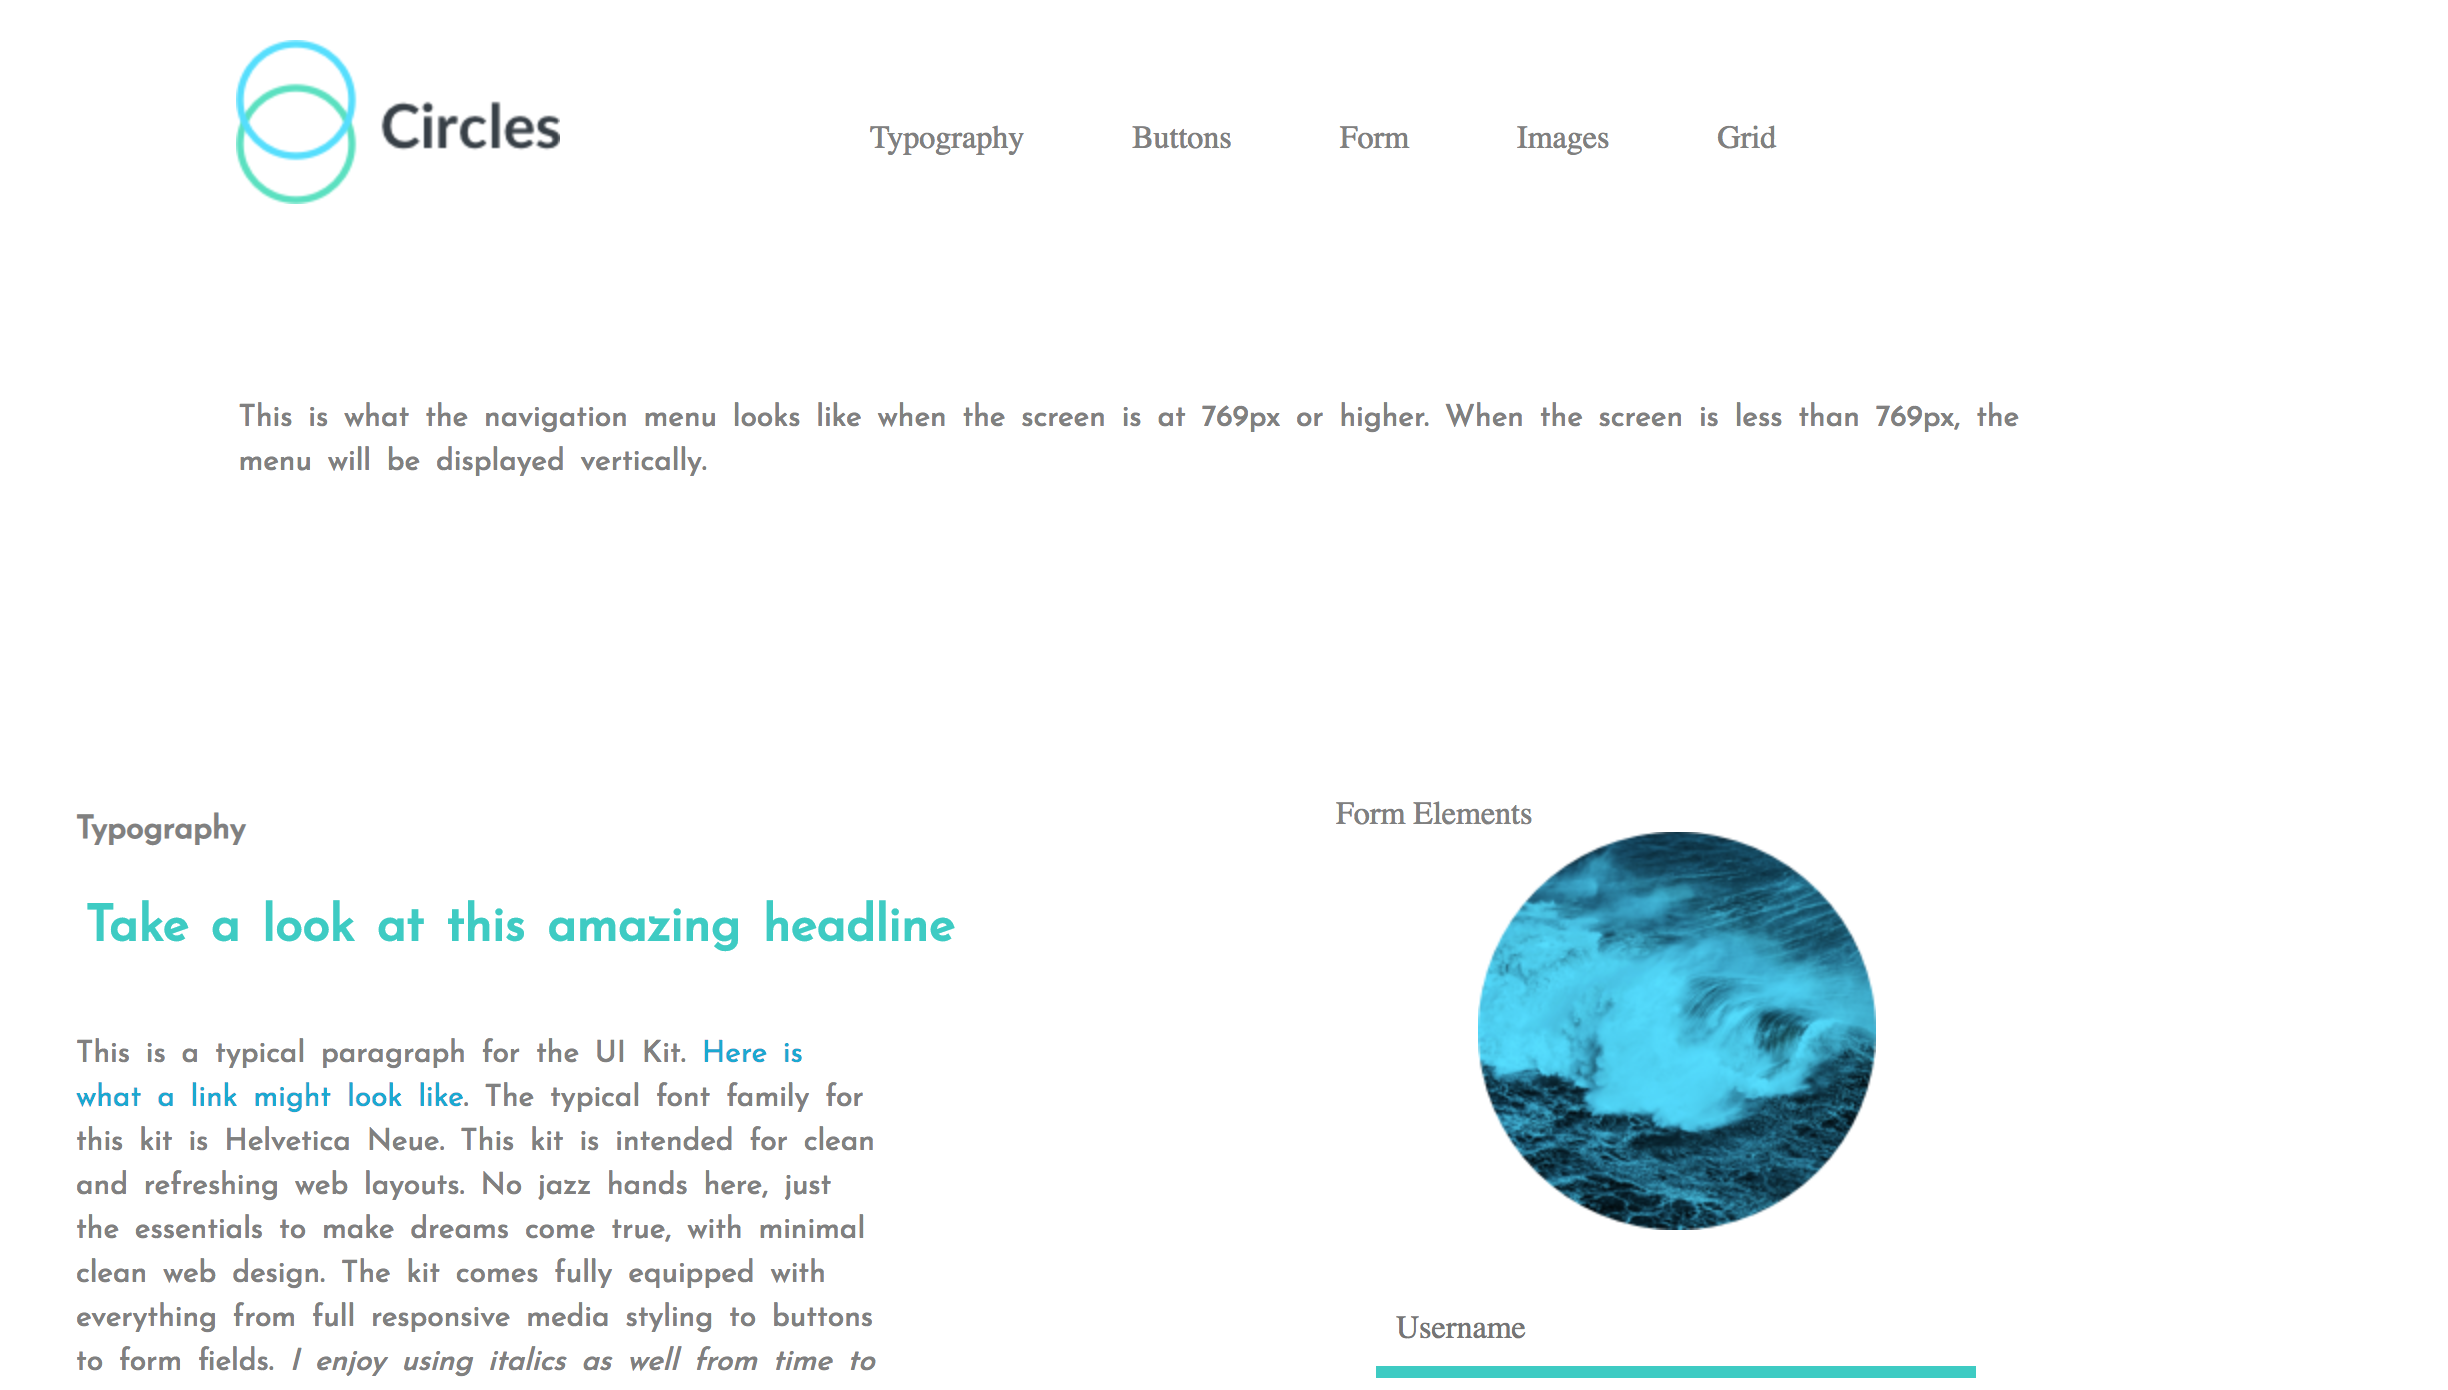 Circles
Typography Buttons Form Images Grid
This is what the navigation menu looks like when the screen is at 769px or higher. When the screen is less than 769px, the
menu will be displayed vertically.
Typography
Take a look at this amazing headline
This is a typical paragraph for the UI Kit. Here is
what a link might look like. The typical font family for
this kit is Helvetica Neue. This kit is intended for clean
and refreshing web layouts. No jazz hands here, just
the essentials to make dreams come true, with minimal
clean web design. The kit comes fully equipped with
everything from full responsive media styling to buttons
to form fields. I enjoy using italics as well from time to
Form Elements
Username